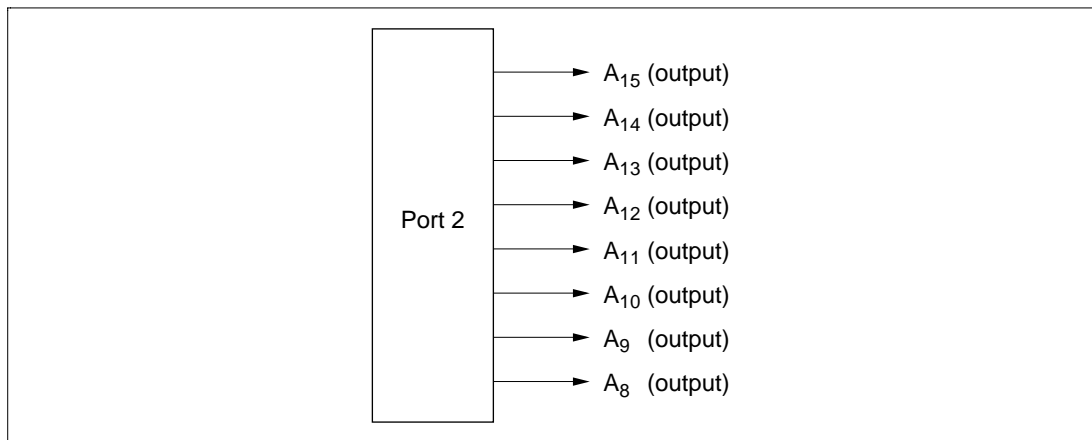 A15 (output)
A14 (output)
A13 (output)
A12 (output)
Port 2
A11 (output)
A10 (output)
A9 (output)
A8 (output)